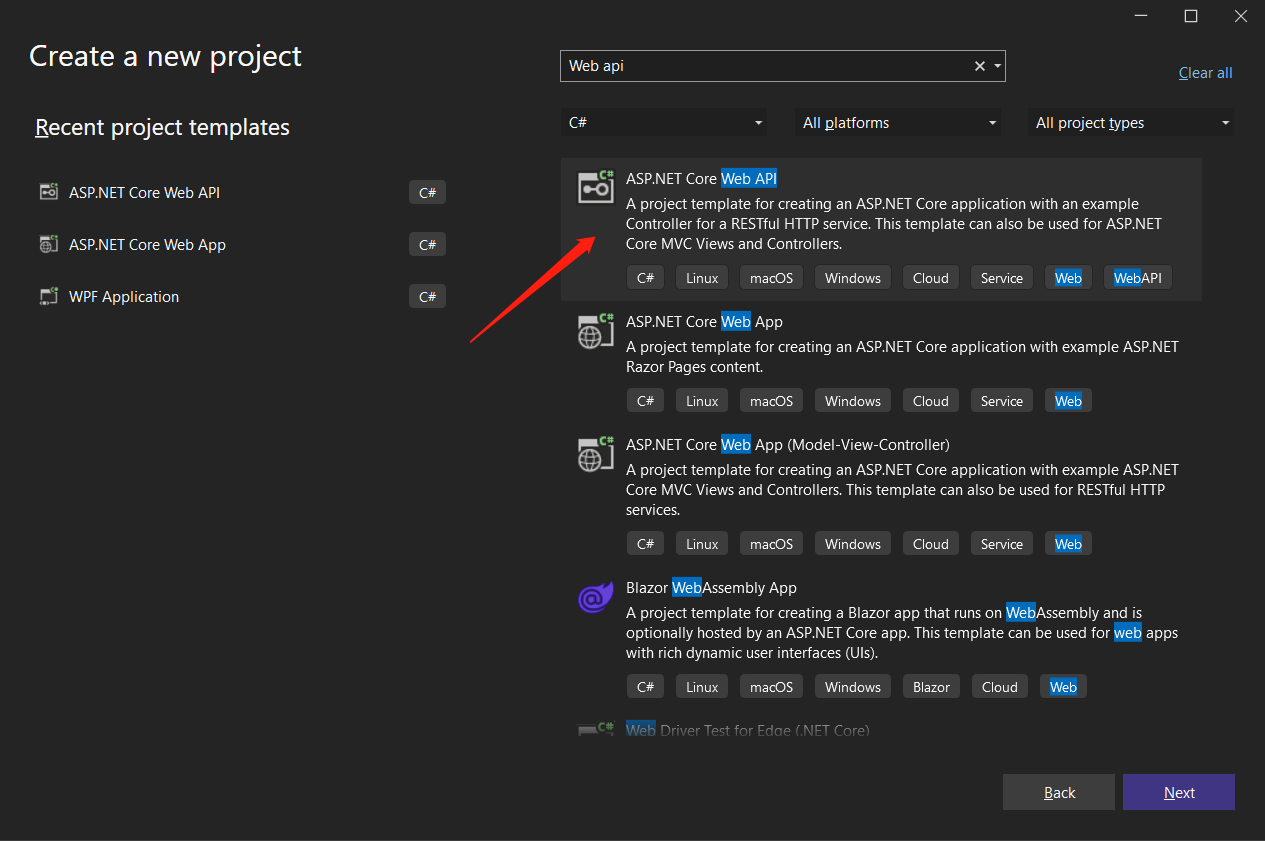 Create a new project
Web api
Clear all
Recent project templates
C#
All platforms
All project types
ASP.NET Core Web API
C#
ASP.NET Core Web App
C#
WPF Application
C#
ASP.NET Core Web API
A project template for creating an ASP.NET Core application with an example
Controller for a RESTful HTTP service. This template can also be used for ASP.NET
Core MVC Views and Controllers.
C# Linux macOS Windows Cloud Service Web WebAPI
ASP.NET Core Web App
A project template for creating an ASP.NET Core application with example ASP.NET
Razor Pages content.
C# Linux macOS Windows Cloud Service Web
ASP.NET Core Web App (Model-View-Controller)
A project template for creating an ASP.NET Core application with example ASP.NET
Core MVC Views and Controllers. This template can also be used for RESTful HTTP
services.
C# Linux macOS Windows Cloud Service Web
Blazor WebAssembly App
A project template for creating a Blazor app that runs on WebAssembly and is
optionally hosted by an ASP.NET Core app. This template can be used for web apps
with rich dynamic user interfaces (UIs).
C# Linux macOS Windows Blazor Cloud Web
Web Driver Test for Edge (.NET Core)
Back
Next